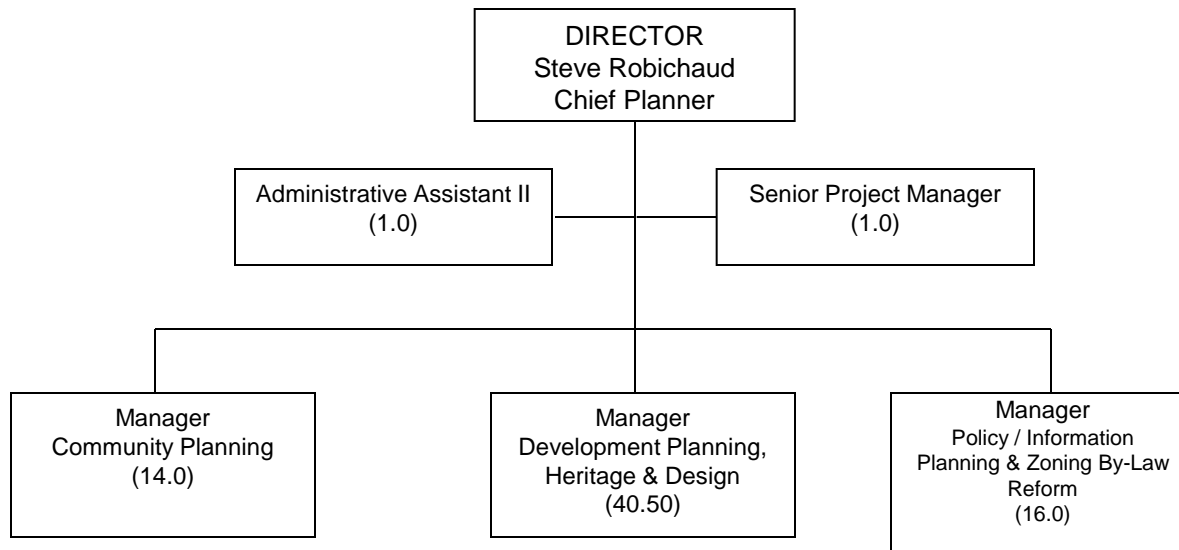 DIRECTOR
Steve Robichaud
Chief Planner
Administrative Assistant II
(1.0)
Senior Project Manager
(1.0)
Manager
Community Planning
(14.0)
Manager
Development Planning,
Heritage & Design
(40.50)
Manager
Policy / Information
Planning & Zoning By-Law
Reform
(16.0)